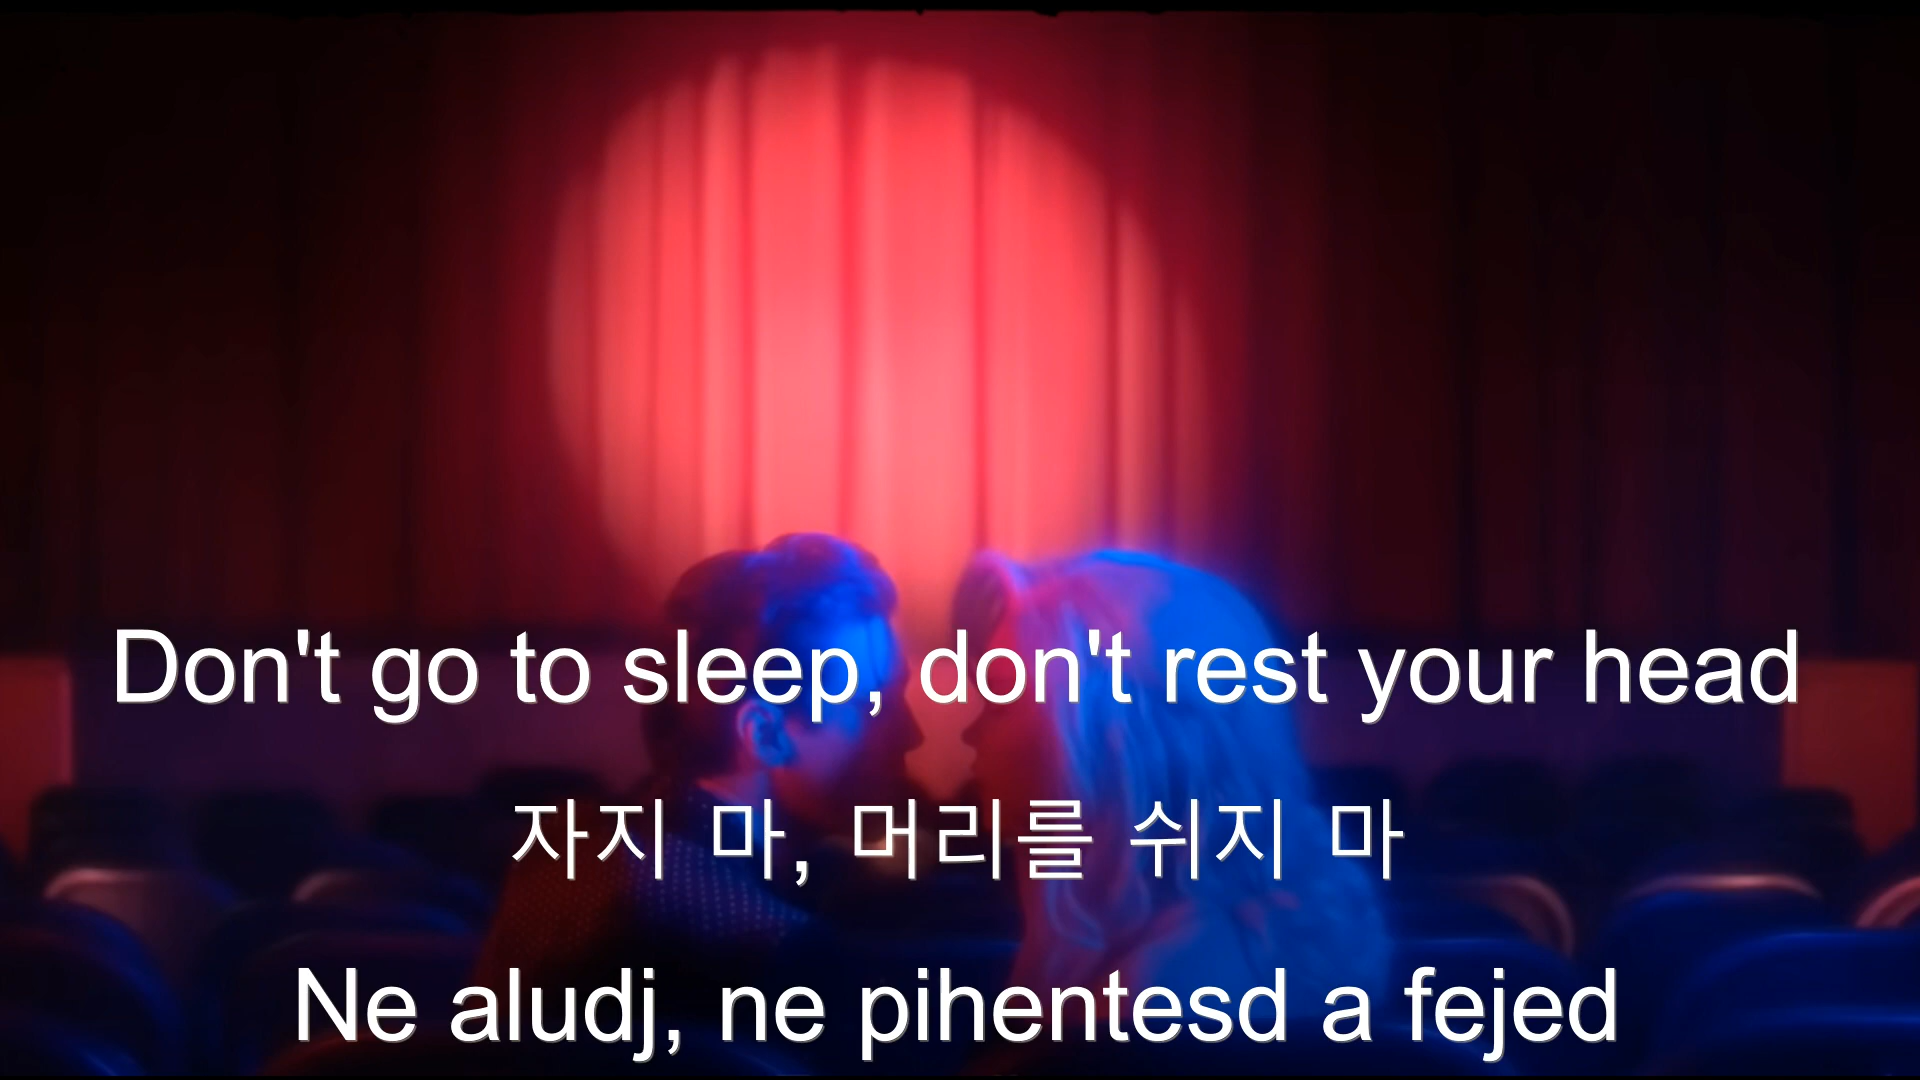 Don't go to sleep, don't rest your head
자지 마, 머리를 쉬지 마
Ne aludj, ne pihentesd a fejed